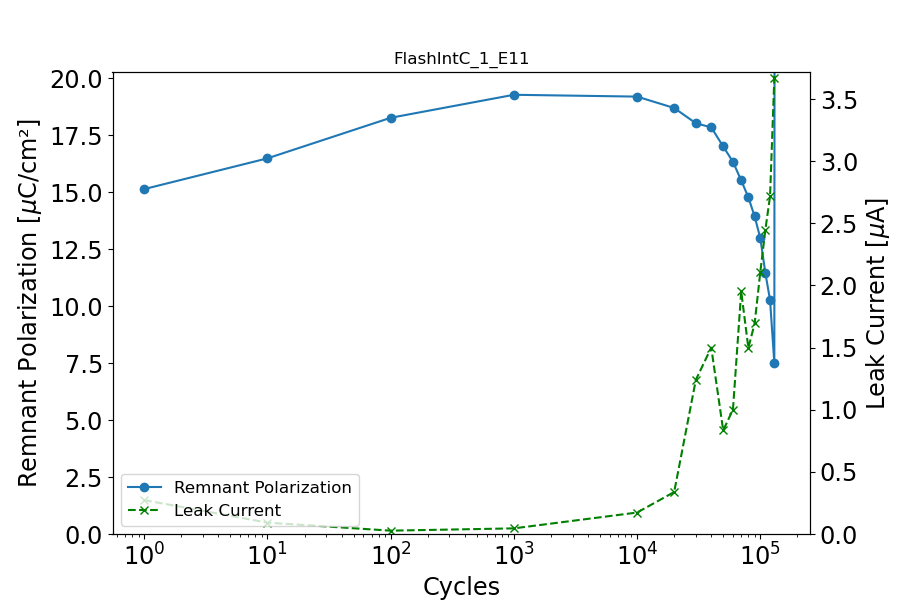 FlashIntC_1_E11
20.0
17.5
15.0
12.5
10.0
7.5
5.0
2.5
0.0
Remnant Polarization [μC/cm²]
3.5
3.0
2.5
2.0
1.5
1.0
0.5
0.0
Leak Current [μA]
Remnant Polarization
Leak Current
10⁰ 10¹ 10² 10³ 10⁴ 10⁵
Cycles